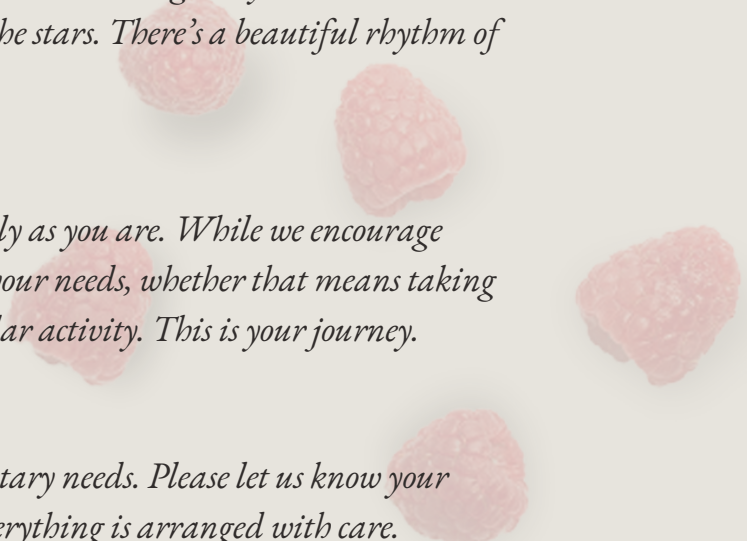 he stars. There’s a beautiful rhythm of
ly as you are. While we encourage
your needs, whether that means taking
lar activity. This is your journey.
tary needs. Please let us know your
erything is arranged with care.